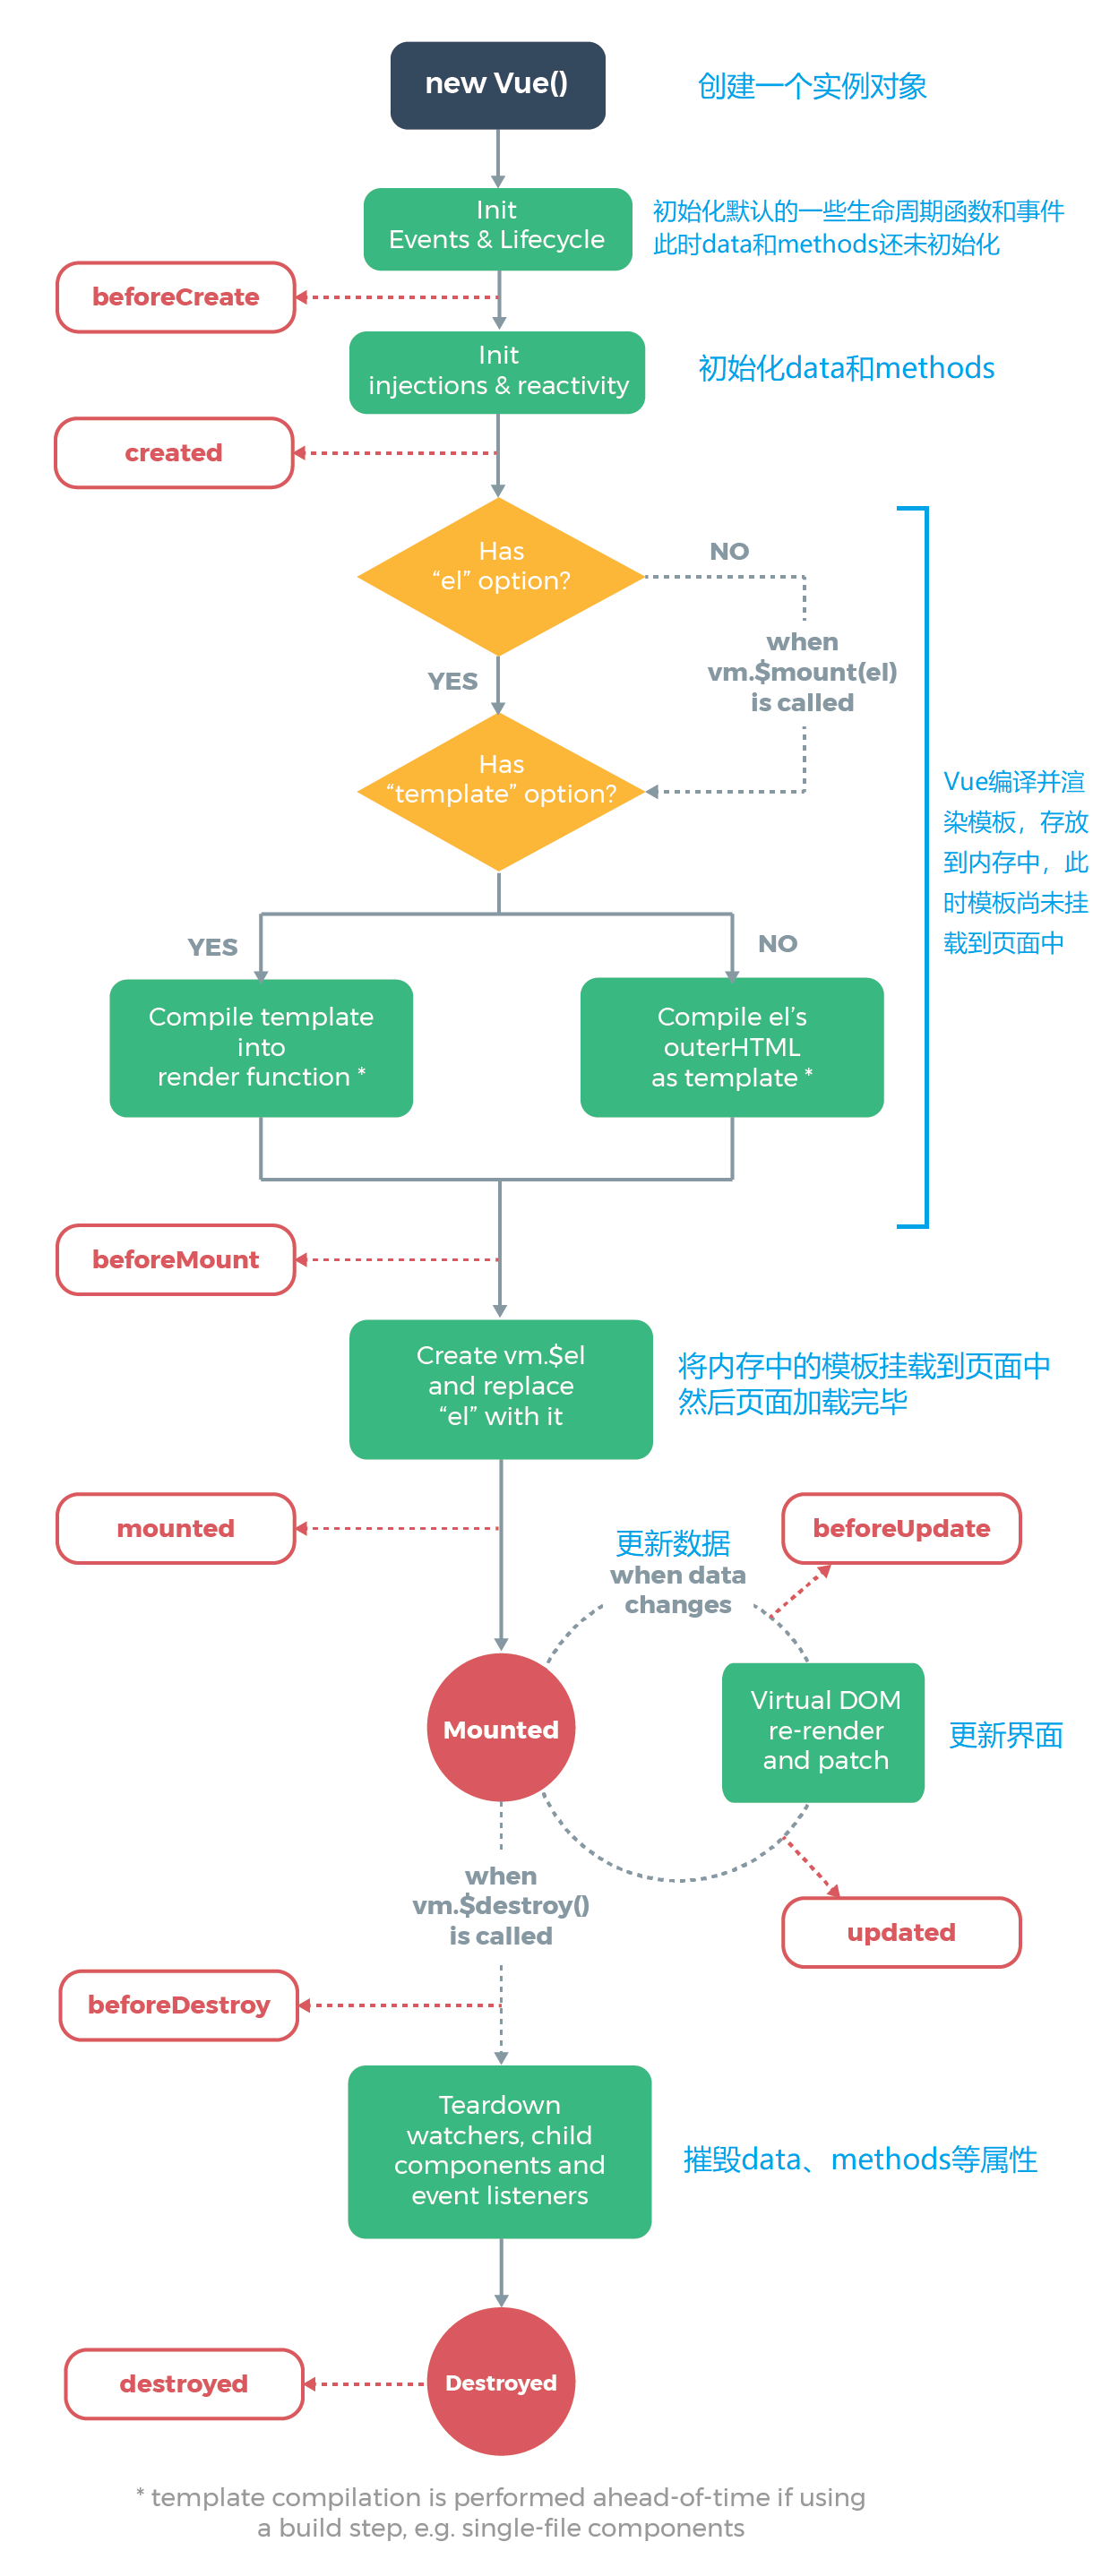 new Vue()
创建一个实例对象
Init
Events & Lifecycle
初始化默认的一些生命周期函数和事件
此时data和methods还未初始化
beforeCreate
Init
injections & reactivity
初始化data和methods
created
Has
“el” option?
NO
when
vm.$mount(el)
is called
YES
Has
“template” option?
Vue编译并渲
染模板，存放
到内存中，此
时模板尚未挂
载到页面中
YES
NO
Compile template
into
render function *
Compile el’s
outerHTML
as template *
beforeMount
Create vm.$el
and replace
“el” with it
将内存中的模板挂载到页面中
然后页面加载完毕
mounted
beforeUpdate
更新数据
when data
changes
Mounted
Virtual DOM
re-render
and patch
更新界面
when
vm.$destroy()
is called
updated
beforeDestroy
Teardown
watchers, child
components and
event listeners
摧毁data、methods等属性
destroyed
Destroyed
* template compilation is performed ahead-of-time if using
a build step, e.g. single-file components